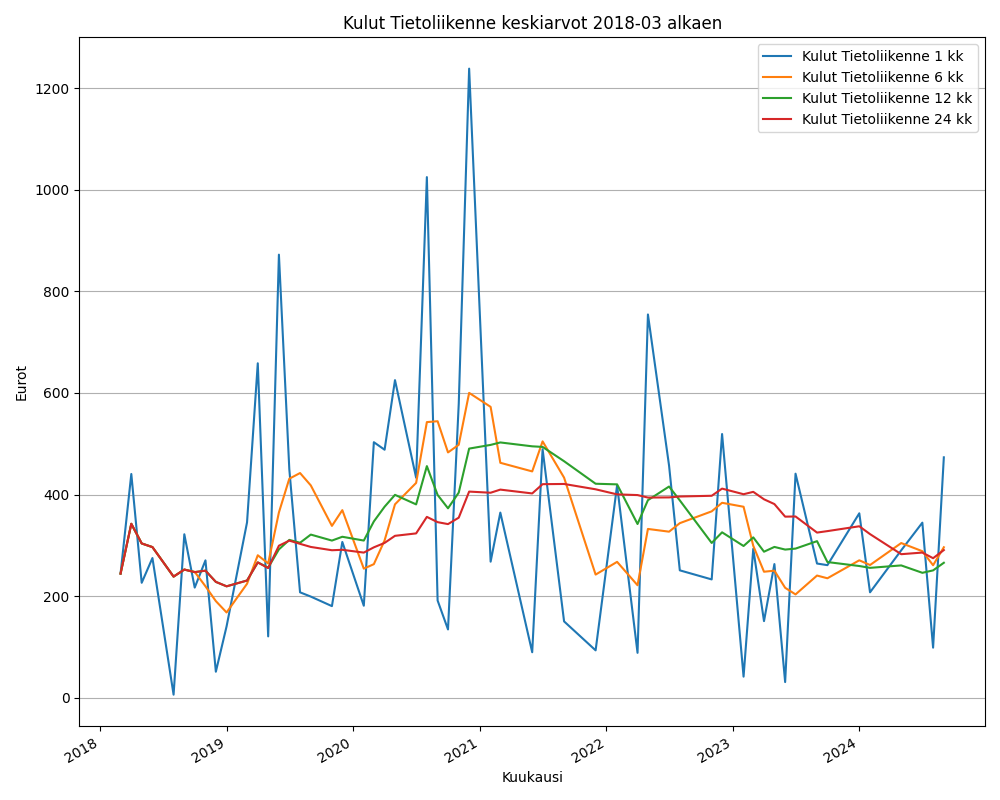 Kulut Tietoliikenne keskiarvot 2018-03 alkaen
Kulut Tietoliikenne 1 kk
Kulut Tietoliikenne 6 kk
Kulut Tietoliikenne 12 kk
Kulut Tietoliikenne 24 kk
Eurot
1200
1000
800
600
400
200
0
2018
2019
2020
2021
2022
2023
2024
Kuukausi